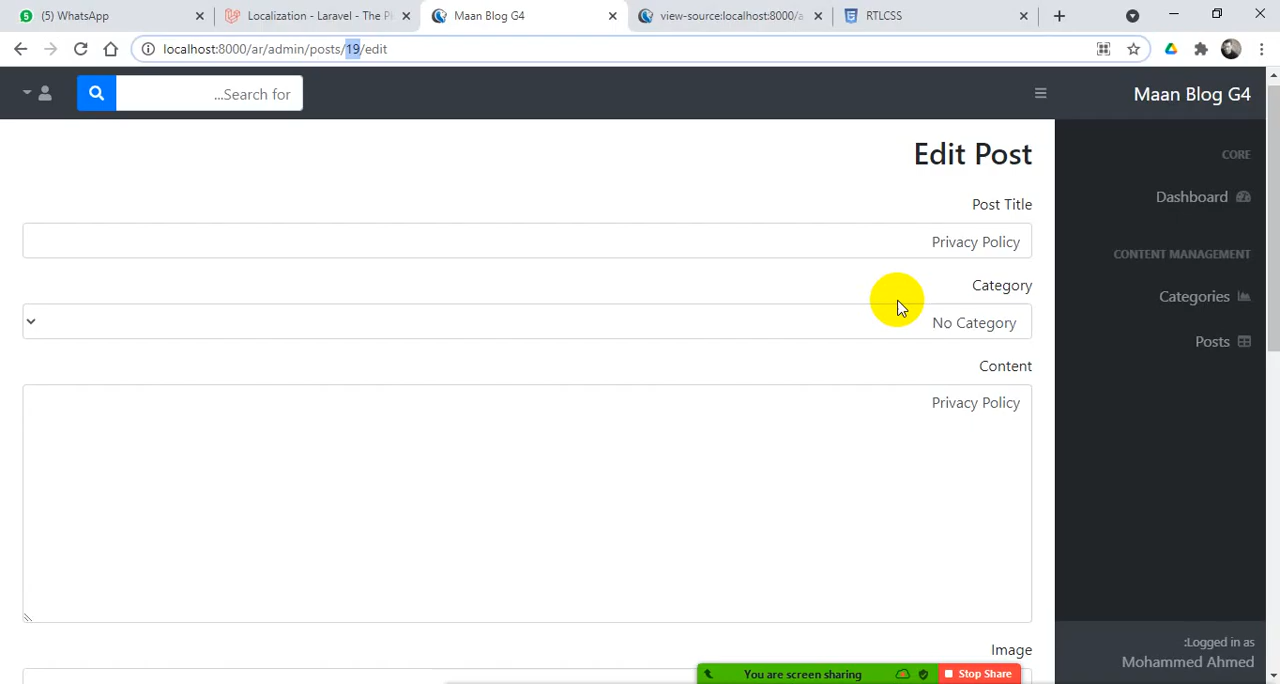 (5) WhatsApp
Localization - Laravel - The P
Maan Blog G4
view-source:localhost:8000/a
RTLCSS
localhost:8000/ar/admin/posts/19/edit
...Search for
Maan Blog G4
Edit Post
Post Title
Privacy Policy
Category
No Category
Content
Privacy Policy
Image
CORE
Dashboard
CONTENT MANAGEMENT
Categories
Posts
:Logged in as
Mohammed Ahmed
You are screen sharing
Stop Share